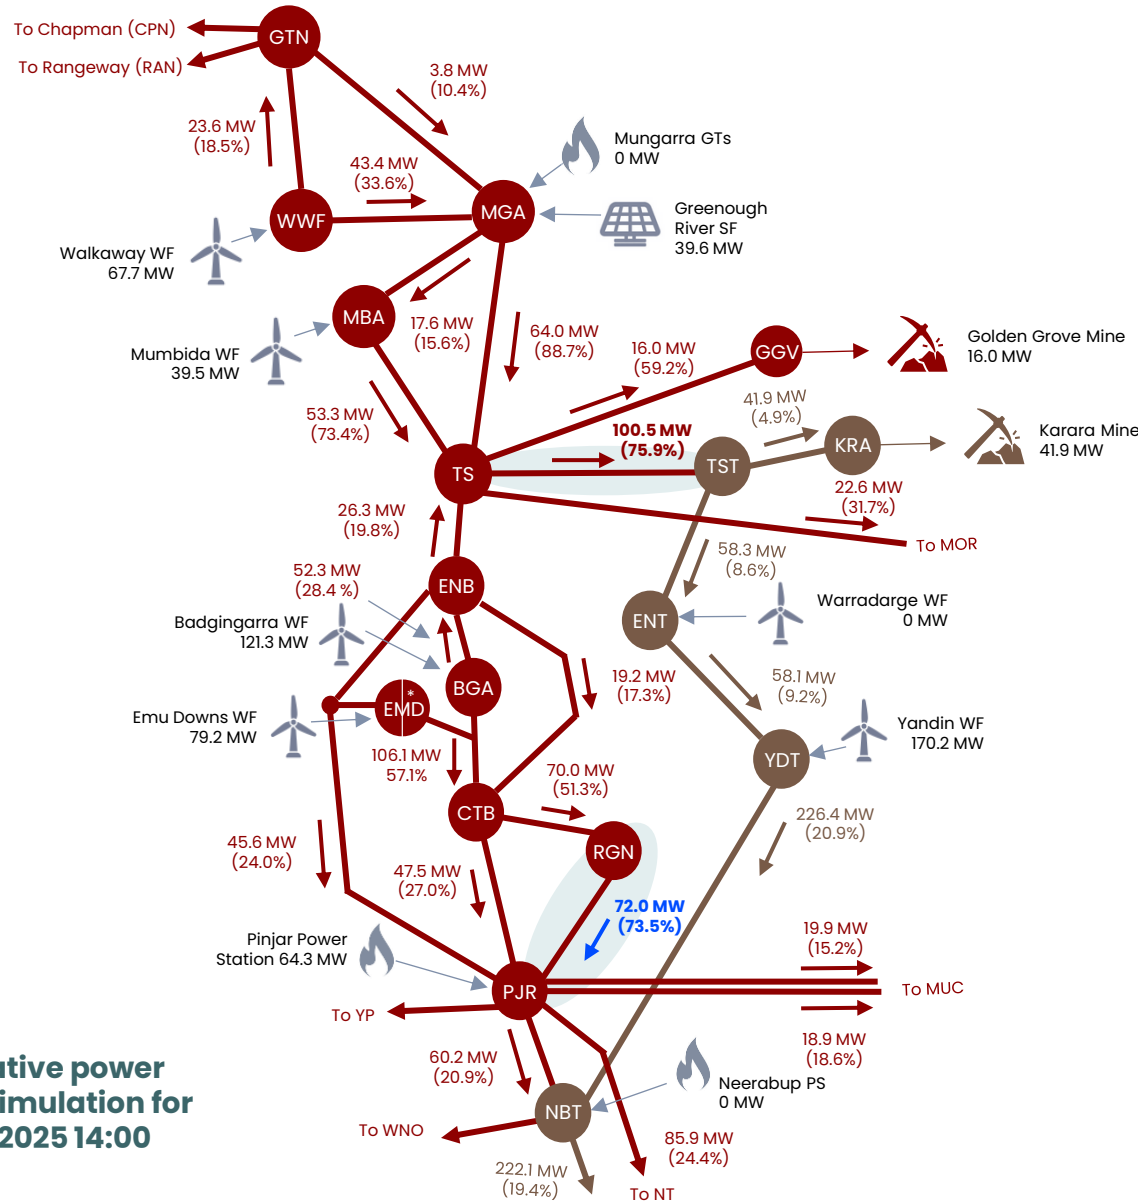 To Chapman (CPN)
To Rangeway (RAN)
GTN
3.8 MW
(10.4%)
23.6 MW
(18.5%)
43.4 MW
(33.6%)
Mungarra GTs
0 MW
WWF
MGA
Greenough
River SF
39.6 MW
Walkaway WF
67.7 MW
MBA
17.6 MW
(15.6%)
64.0 MW
(88.7%)
Mumbida WF
39.5 MW
16.0 MW
(59.2%)
GGV
Golden Grove Mine
16.0 MW
53.3 MW
(73.4%)
41.9 MW
(4.9%)
100.5 MW
(75.9%)
KRA
Karara Mine
41.9 MW
TS
TST
22.6 MW
(31.7%)
To MOR
26.3 MW
(19.8%)
58.3 MW
(8.6%)
52.3 MW
(28.4 %)
ENB
Badgingarra WF
121.3 MW
ENT
Warradarge WF
0 MW
BGA
19.2 MW
(17.3%)
58.1 MW
(9.2%)
EMD
*
Emu Downs WF
79.2 MW
Yandin WF
170.2 MW
106.1 MW
57.1%
YDT
70.0 MW
(51.3%)
CTB
RGN
226.4 MW
(20.9%)
45.6 MW
(24.0%)
47.5 MW
(27.0%)
72.0 MW
(73.5%)
Pinjar Power
Station 64.3 MW
19.9 MW
(15.2%)
PJR
To MUC
To YP
18.9 MW
(18.6%)
60.2 MW
(20.9%)
Neerabup PS
0 MW
NBT
To WNO
85.9 MW
(24.4%)
222.1 MW
(19.4%)
To NT
ative power
imulation for
2025 14:00